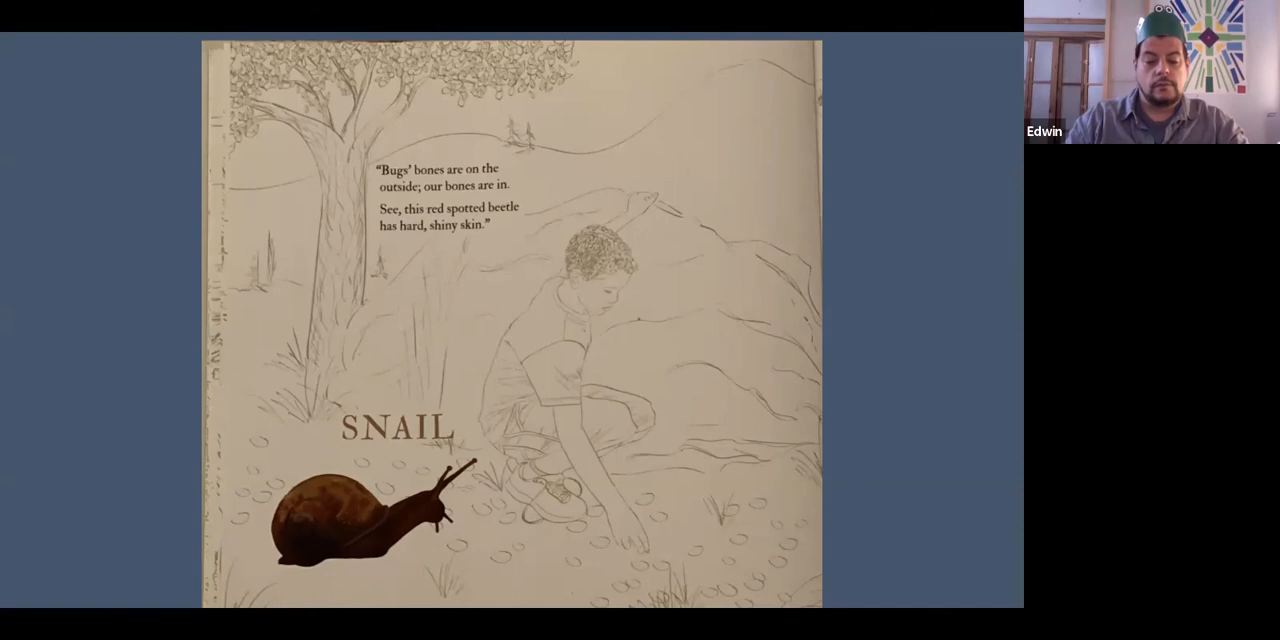 “Bugs’ bones are on the
outside; our bones are in.
See, this red spotted beetle
has hard, shiny skin.”
SNAIL
Edwin